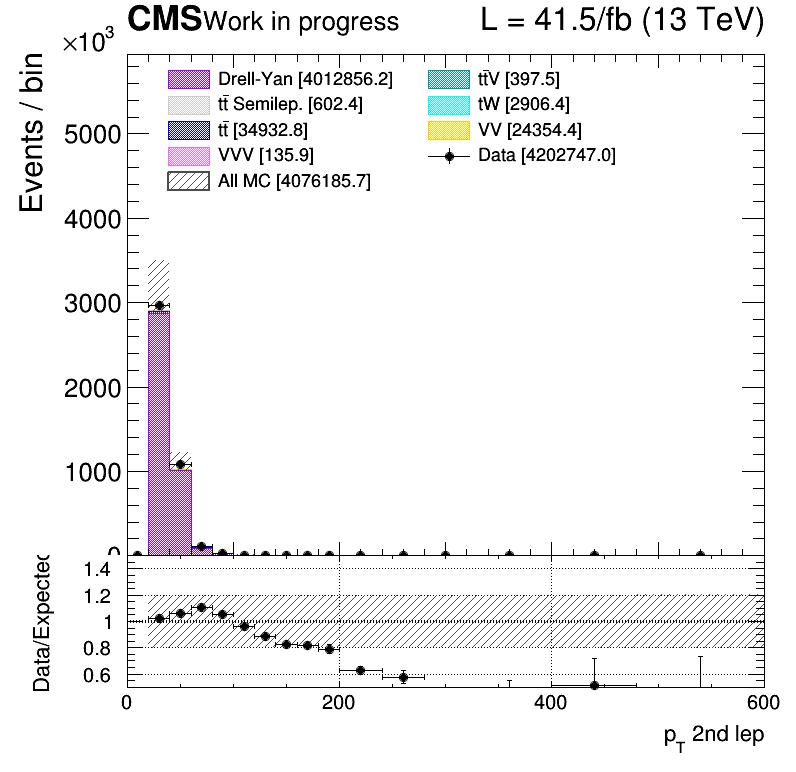 CMS Work in progress L = 41.5/fb (13 TeV)
×10³
Events / bin
Drell-Yan [4012856.2]
tt̄ Semilep. [602.4]
tt̄ [34932.8]
VVV [135.9]
All MC [4076185.7]
tt̄V [397.5]
tW [2906.4]
VV [24354.4]
Data [4202747.0]
5000
4000
3000
2000
1000
0
Data/Expected
1.4
1.2
1
0.8
0.6
0 200 400 600
p_T 2nd lep